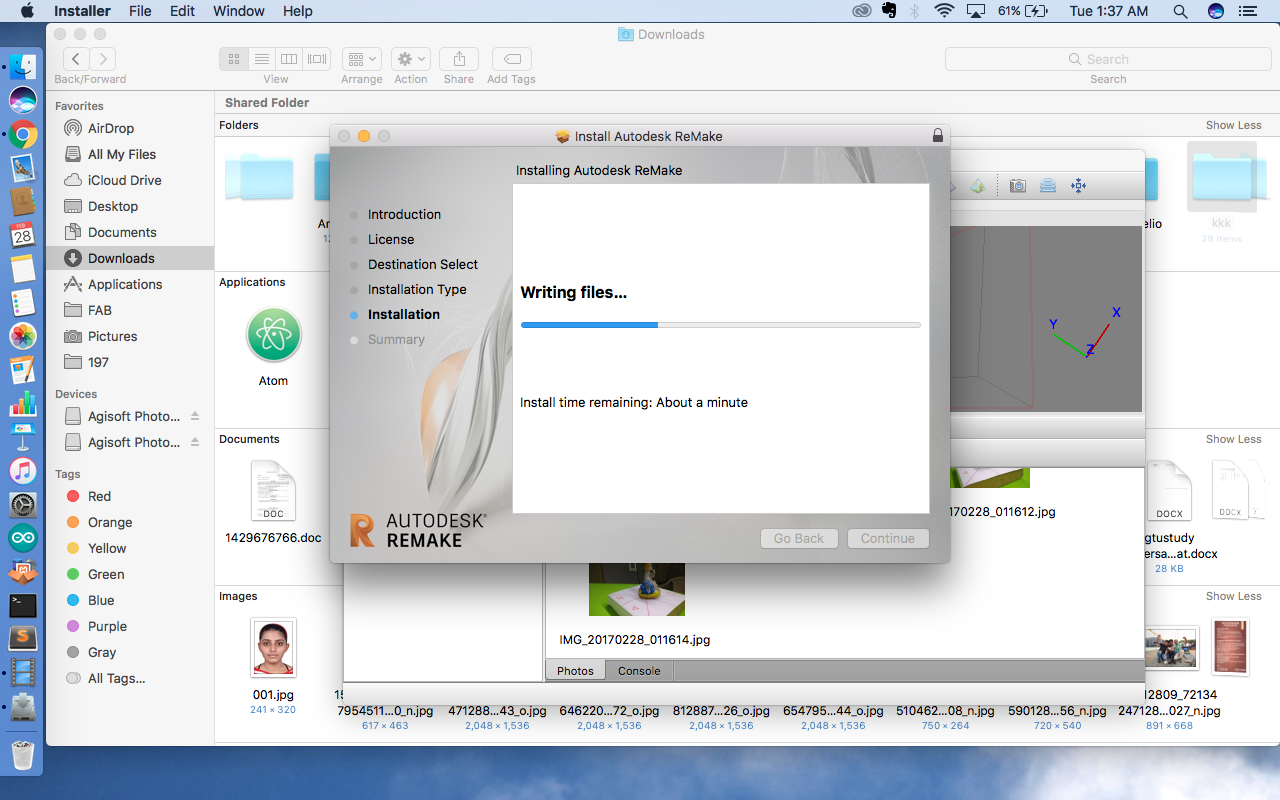 Installer File Edit Window Help 61% Tue 1:37 AM
Downloads
Search
Back/Forward View Arrange Action Share Add Tags Search
Favorites
AirDrop
All My Files
iCloud Drive
Desktop
Documents
Downloads
Applications
FAB
Pictures
197
Devices
Agisoft Photo...
Agisoft Photo...
Tags
Red
Orange
Yellow
Green
Blue
Purple
Gray
All Tags...
FEB
28
Shared Folder
Folders Show Less
kkk
29 items
Applications
Atom
Documents Show Less
DOC
1429676766.doc
DOCX
DOCX
gtustudy
ersa...at.docx
28 KB
Images Show Less
001.jpg
241 × 320
7954511...0_n.jpg
617 × 463
471288...43_o.jpg
2,048 × 1,536
646220...72_o.jpg
2,048 × 1,536
812887...26_o.jpg
2,048 × 1,536
654795...44_o.jpg
2,048 × 1,536
510462...08_n.jpg
750 × 264
590128...56_n.jpg
720 × 540
12809_72134
247128...027_n.jpg
891 × 668
Install Autodesk ReMake
Installing Autodesk ReMake
Introduction
License
Destination Select
Installation Type
Installation
Summary
Writing files...
Install time remaining: About a minute
AUTODESK®
REMAKE
Go Back Continue
X
Y
Z
170228_011612.jpg
IMG_20170228_011614.jpg
Photos Console